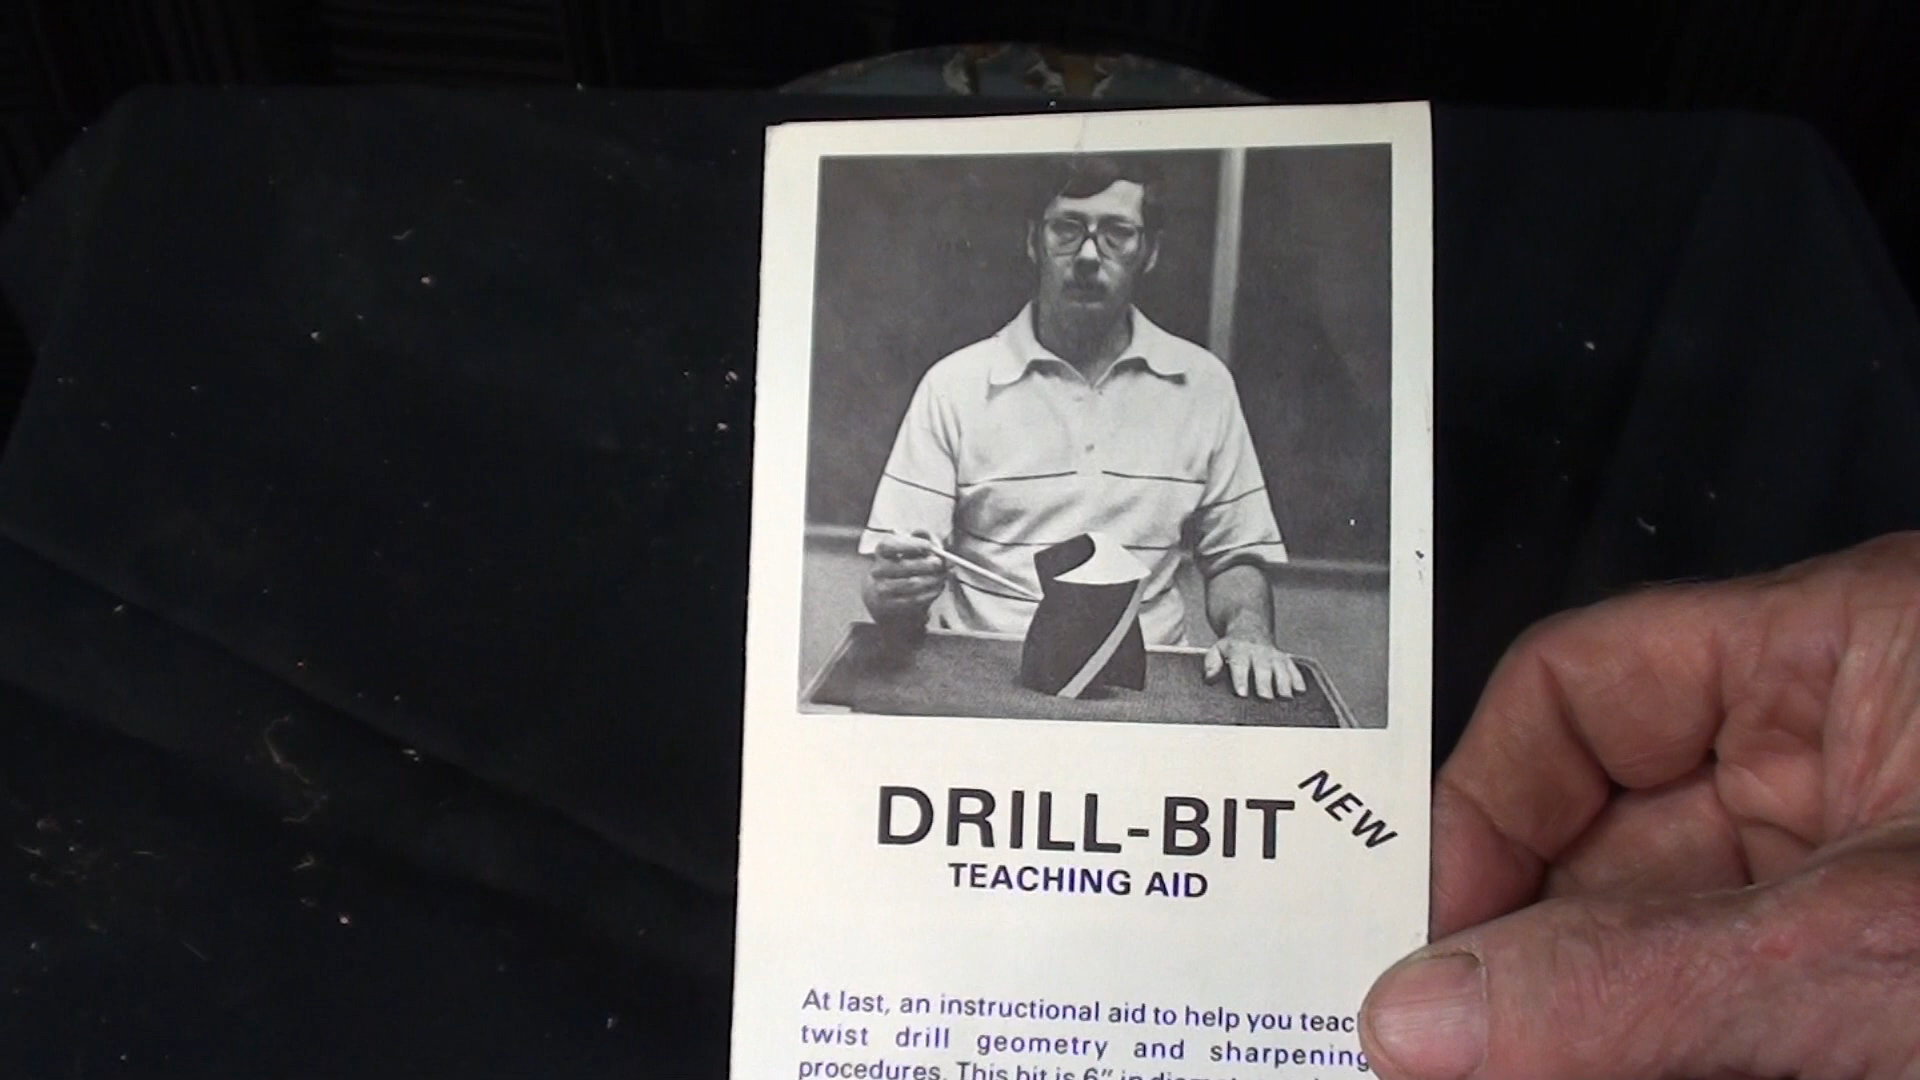 DRILL-BIT NEW
TEACHING AID
At last, an instructional aid to help you teach
twist drill geometry and sharpening
procedures. This bit is 6" in